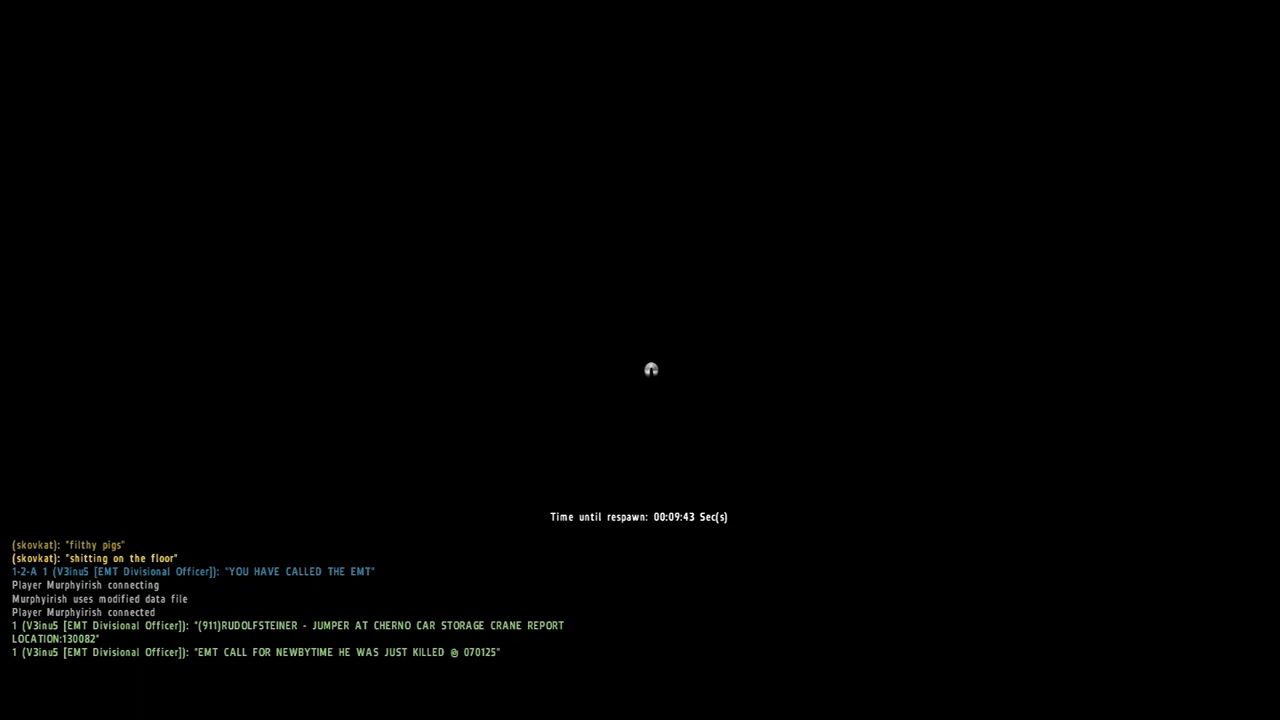 Time until respawn: 00:09:43 Sec(s)
(skovkat): "filthy pigs"
(skovkat): "shitting on the floor"
1-2-A 1 (V3inu5 [EMT Divisional Officer]): "YOU HAVE CALLED THE EMT"
Player Murphyirish connecting
Murphyirish uses modified data file
Player Murphyirish connected
1 (V3inu5 [EMT Divisional Officer]): "(911)RUDOLFSTEINER - JUMPER AT CHERNO CAR STORAGE CRANE REPORT
LOCATION:130082"
1 (V3inu5 [EMT Divisional Officer]): "EMT CALL FOR NEWBYTIME HE WAS JUST KILLED @ 070125"